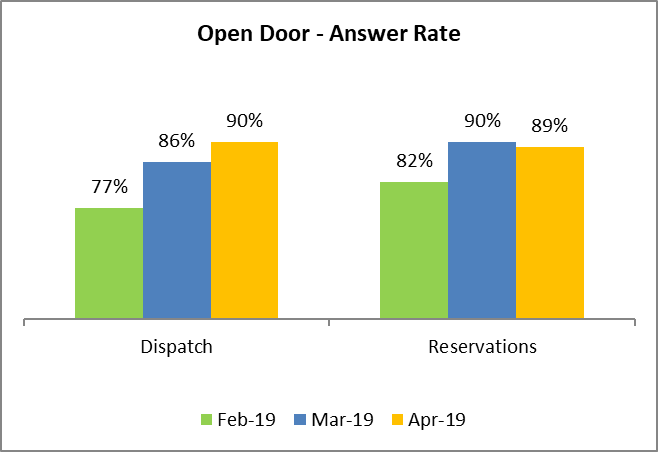 Open Door - Answer Rate
77%
86%
90%
82%
90%
89%
Dispatch
Reservations
Feb-19
Mar-19
Apr-19